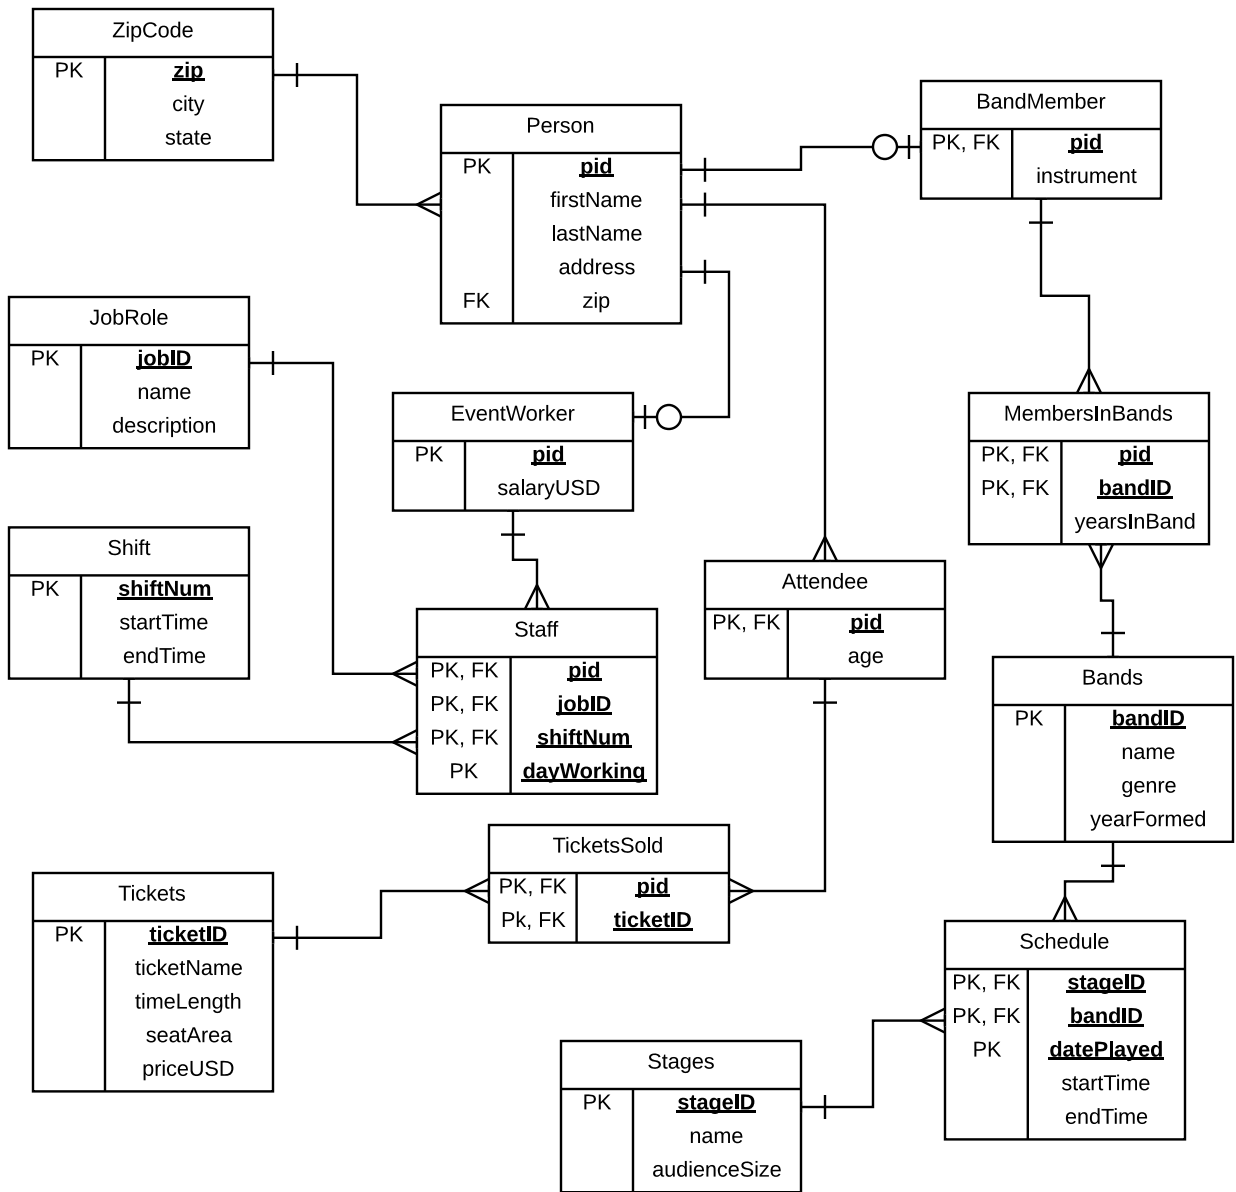 ZipCode
PK zip
city
state
Person
PK pid
firstName
lastName
address
FK zip
BandMember
PK, FK pid
instrument
JobRole
PK jobID
name
description
EventWorker
PK pid
salaryUSD
MembersInBands
PK, FK pid
PK, FK bandID
yearsInBand
Shift
PK shiftNum
startTime
endTime
Staff
PK, FK pid
PK, FK jobID
PK, FK shiftNum
PK dayWorking
Attendee
PK, FK pid
age
Bands
PK bandID
name
genre
yearFormed
Tickets
PK ticketID
ticketName
timeLength
seatArea
priceUSD
TicketsSold
PK, FK pid
Pk, FK ticketID
Schedule
PK, FK stageID
PK, FK bandID
PK datePlayed
startTime
endTime
Stages
PK stageID
name
audienceSize